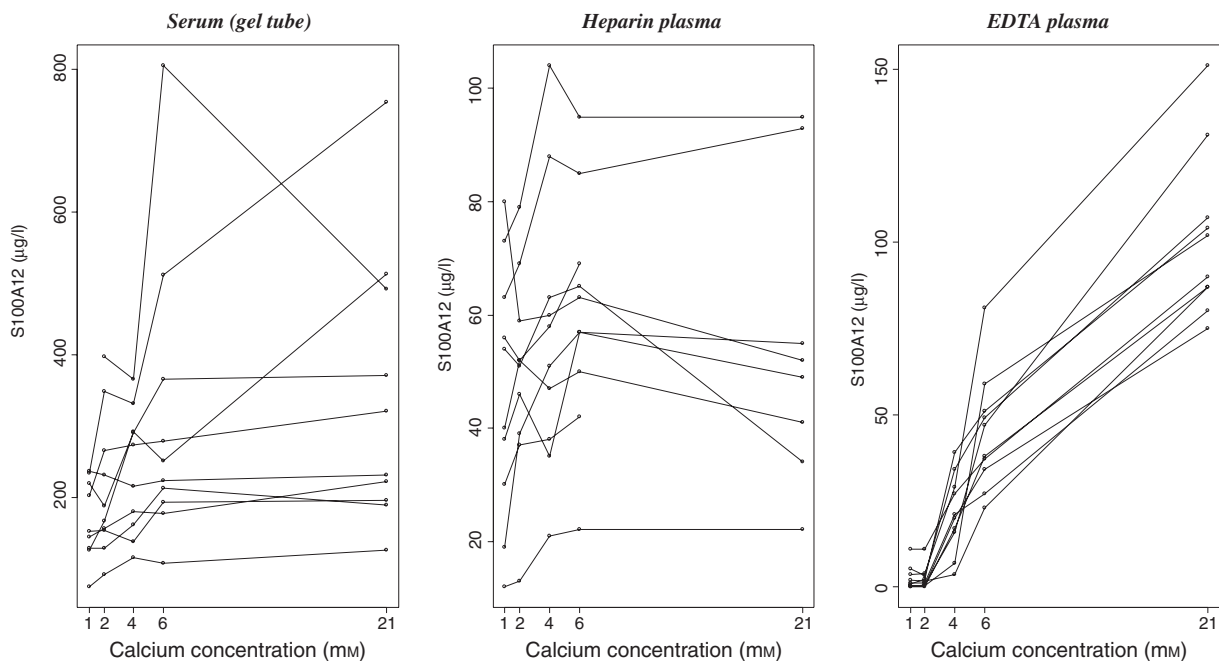 Serum (gel tube)
Heparin plasma
EDTA plasma
S100A12 (µg/l)
800
600
400
200
1 2 4 6 21
Calcium concentration (mM)
S100A12 (µg/l)
100
80
60
40
20
1 2 4 6 21
Calcium concentration (mM)
S100A12 (µg/l)
150
100
50
0
1 2 4 6 21
Calcium concentration (mM)